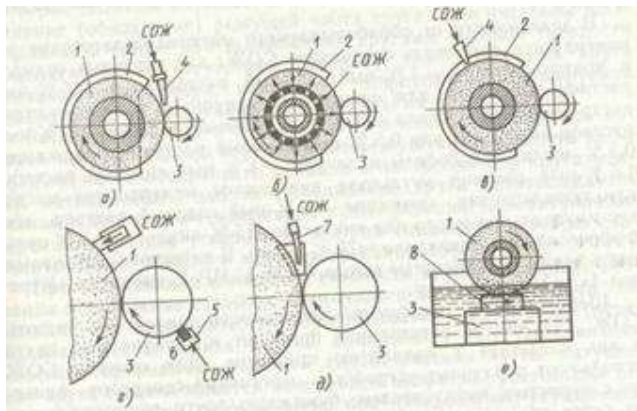 СОЖ 4 2 1 4 3 а)
1 2 СОЖ 3 б)
СОЖ 4 2 1 3 в)
СОЖ 1 3 6 5 СОЖ г)
СОЖ 7 3 1 д)
1 8 3 е)